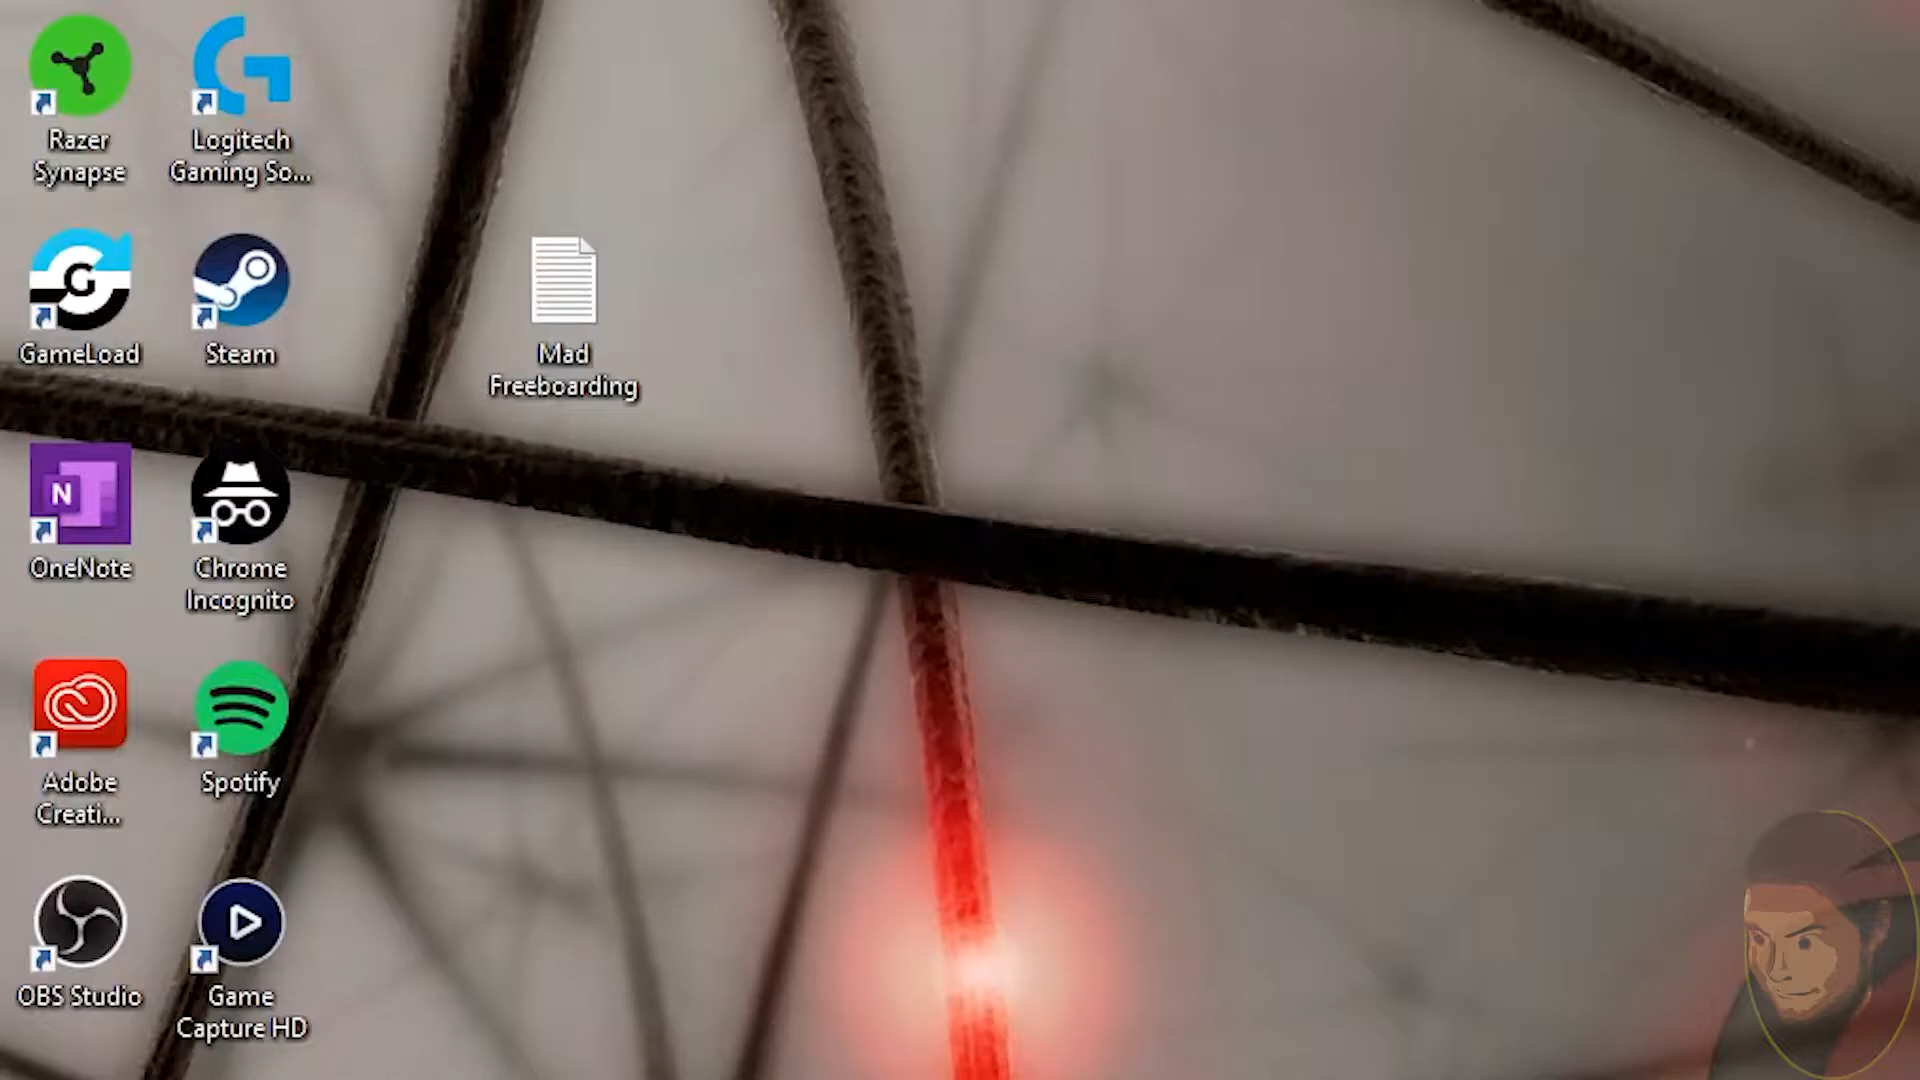 Razer
Synapse
Logitech
Gaming So...
GameLoad
Steam
Mad
Freeboarding
N
OneNote
Chrome
Incognito
Adobe
Creati...
Spotify
OBS Studio
Game
Capture HD